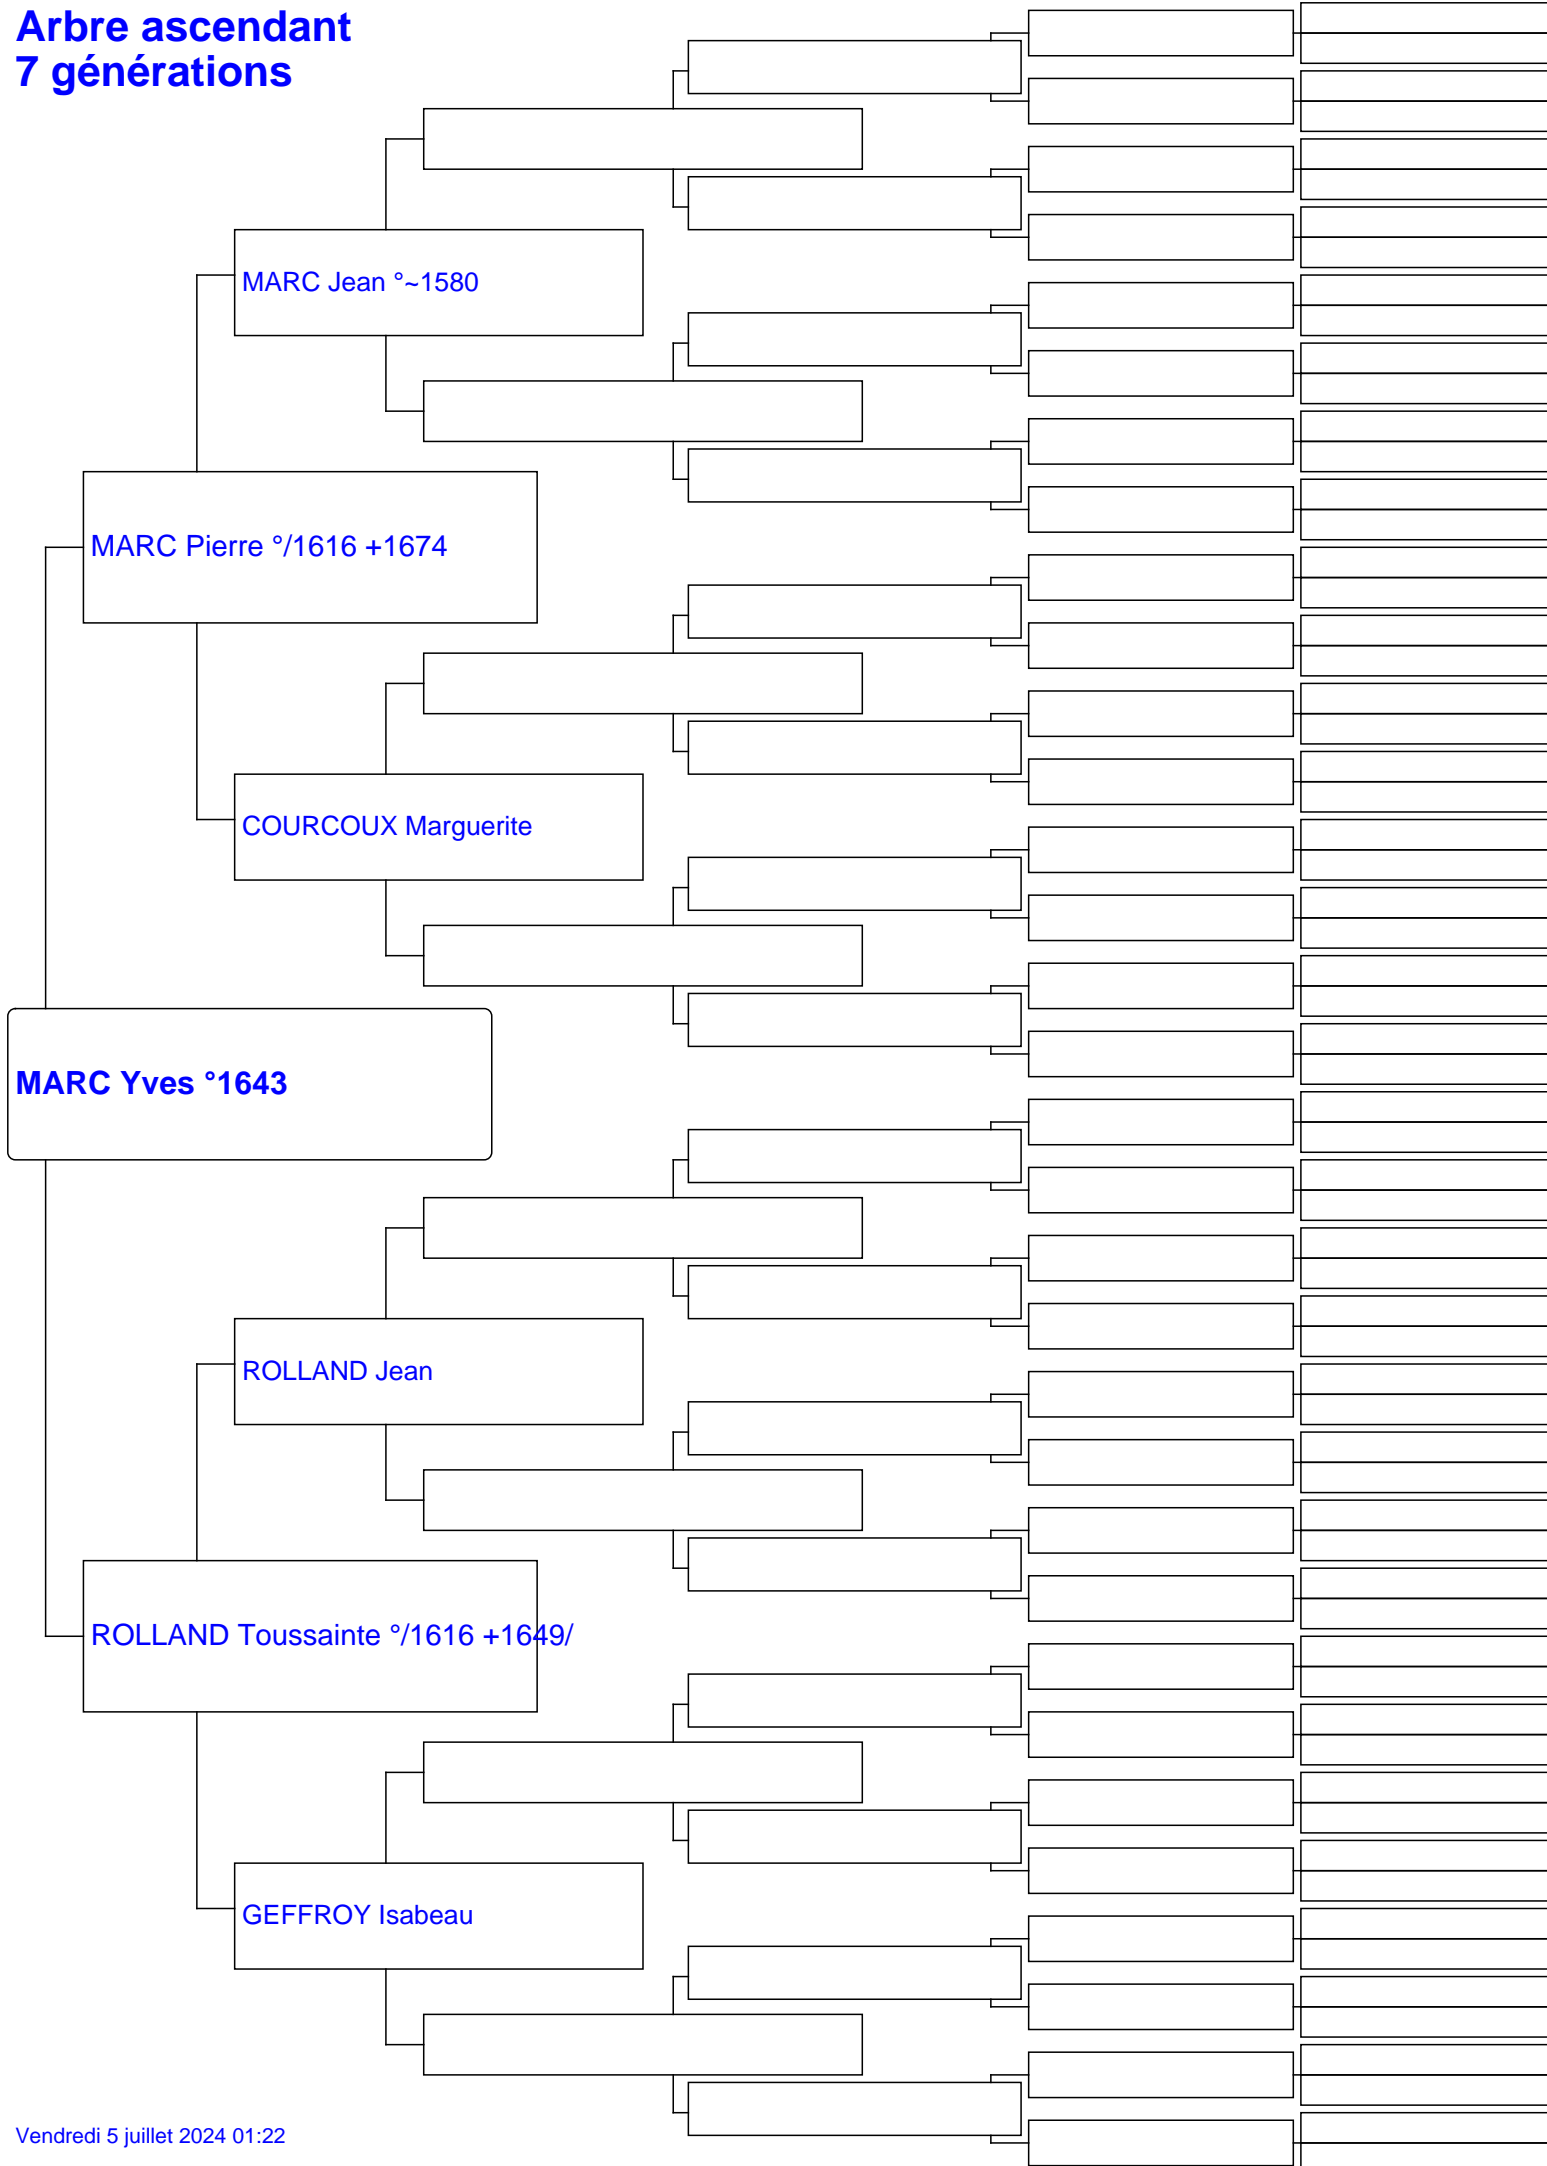 Arbre ascendant
7 générations
MARC Jean °~1580
MARC Pierre °/1616 +1674
COURCOUX Marguerite
MARC Yves °1643
ROLLAND Jean
ROLLAND Toussainte °/1616 +1649/
GEFFROY Isabeau
Vendredi 5 juillet 2024 01:22